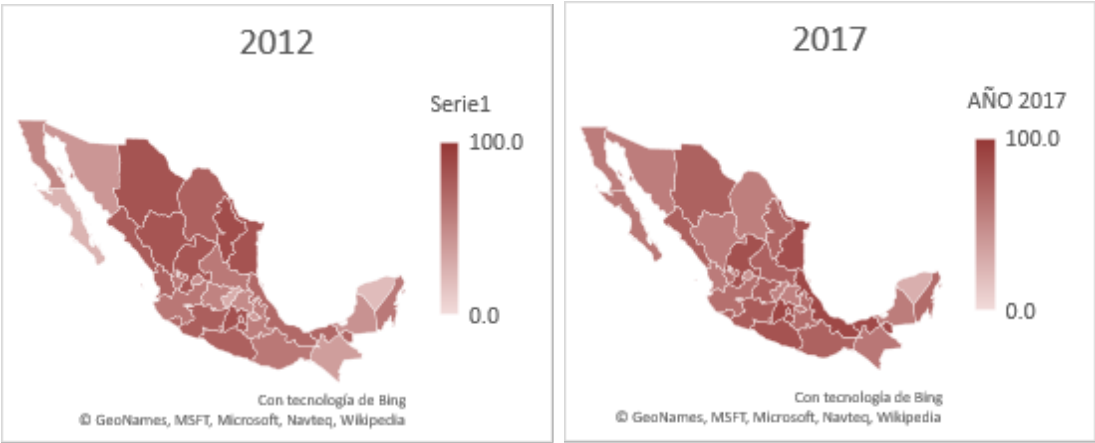 2012
Serie1
100.0
0.0
Con tecnología de Bing
© GeoNames, MSFT, Microsoft, Navteq, Wikipedia
2017
AÑO 2017
100.0
0.0
Con tecnología de Bing
© GeoNames, MSFT, Microsoft, Navteq, Wikipedia